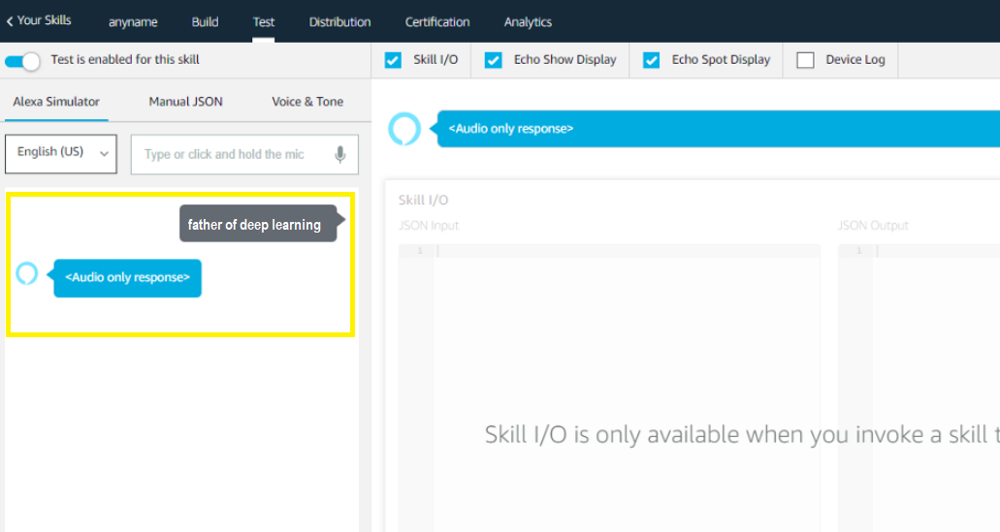 Your Skills anyname Build Test Distribution Certification Analytics
Test is enabled for this skill
Skill I/O Echo Show Display Echo Spot Display Device Log
Alexa Simulator Manual JSON Voice & Tone
English (US) Type or click and hold the mic
father of deep learning
<Audio only response>
<Audio only response>
Skill I/O
JSON Input JSON Output
1 1
Skill I/O is only available when you invoke a skill